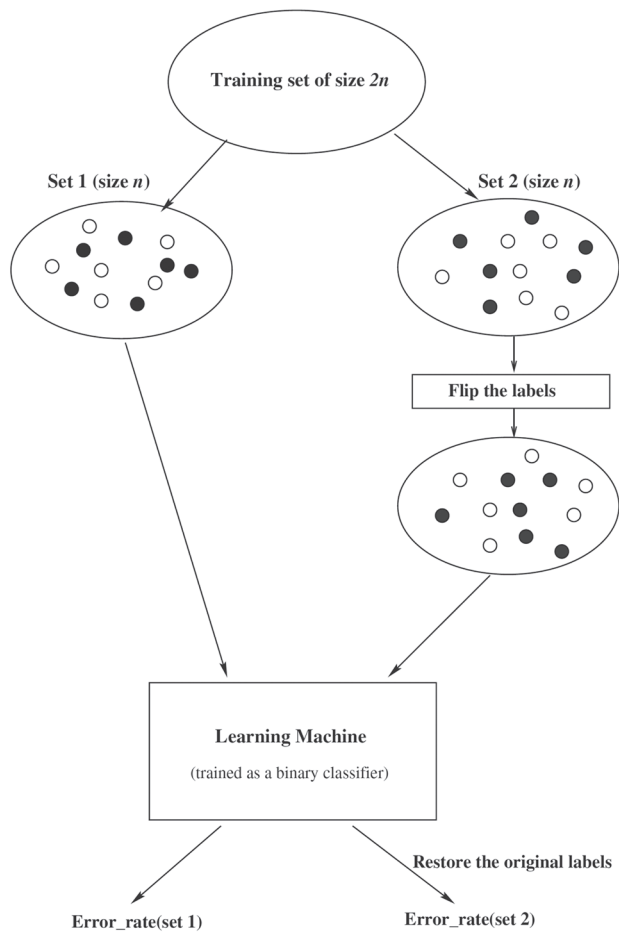 Training set of size 2n
Set 1 (size n)
Set 2 (size n)
Flip the labels
Learning Machine
(trained as a binary classifier)
Restore the original labels
Error_rate(set 1)
Error_rate(set 2)